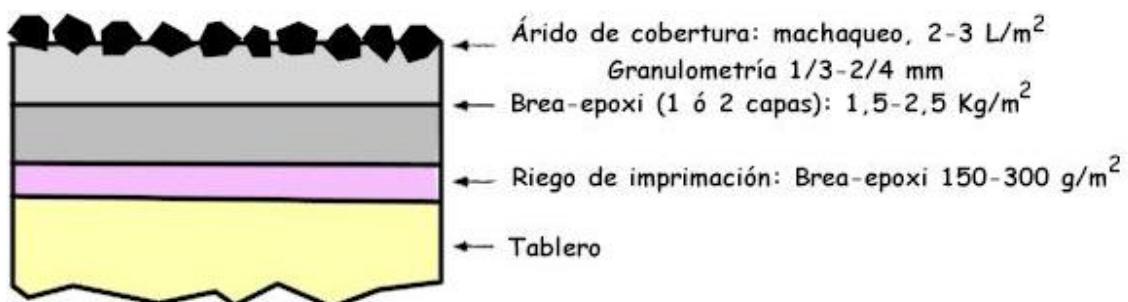 Árido de cobertura: machaqueo, 2-3 L/m²
Granulometría 1/3-2/4 mm
Brea-epoxi (1 ó 2 capas): 1,5-2,5 Kg/m²
Riego de imprimación: Brea-epoxi 150-300 g/m²
Tablero